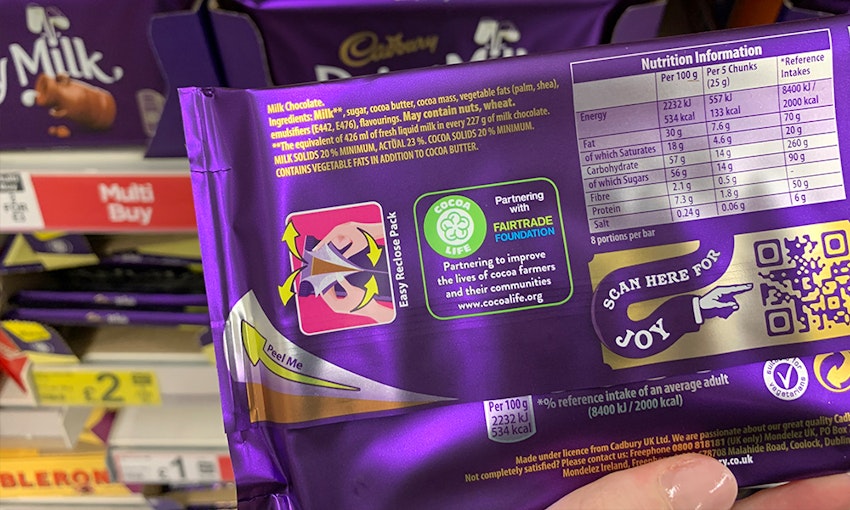 Milk
Cadbury
Milk Chocolate.
Ingredients: Milk**, sugar, cocoa butter, cocoa mass, vegetable fats (palm, shea),
emulsifiers (E442, E476), flavourings. May contain nuts, wheat.
**The equivalent of 426 ml of fresh liquid milk in every 227 g of milk chocolate.
MILK SOLIDS 20 % MINIMUM, ACTUAL 23 %. COCOA SOLIDS 20 % MINIMUM.
CONTAINS VEGETABLE FATS IN ADDITION TO COCOA BUTTER.
Nutrition Information
Per 100 g Per 5 Chunks (25 g) *Reference Intakes
Energy 2232 kJ 557 kJ 8400 kJ /
534 kcal 133 kcal 2000 kcal
Fat 30 g 7.6 g 70 g
of which Saturates 18 g 4.6 g 20 g
Carbohydrate 57 g 14 g 260 g
of which Sugars 56 g 14 g 90 g
Fibre 2.1 g 0.5 g
Protein 7.3 g 1.8 g 50 g
Salt 0.24 g 0.06 g 6 g
8 portions per bar
Multi
Buy
Easy Reclose Pack
COCOA
LIFE
Partnering
with
FAIRTRADE
FOUNDATION
Partnering to improve
the lives of cocoa farmers
and their communities
www.cocoalife.org
SCAN HERE FOR
JOY
Peel Me
£2
£1
BLERON
Per 100 g
2232 kJ
534 kcal
*% reference intake of an average adult
(8400 kJ / 2000 kcal)
vegetarians
Made under licence from Cadbury UK Ltd. We are passionate about our great quality
Not completely satisfied? Please contact us: Freephone 0800 818181 (UK only) Mondelez UK, PO Box
Mondelez Ireland, 78708 Malahide Road, Coolock, Dublin
.co.uk